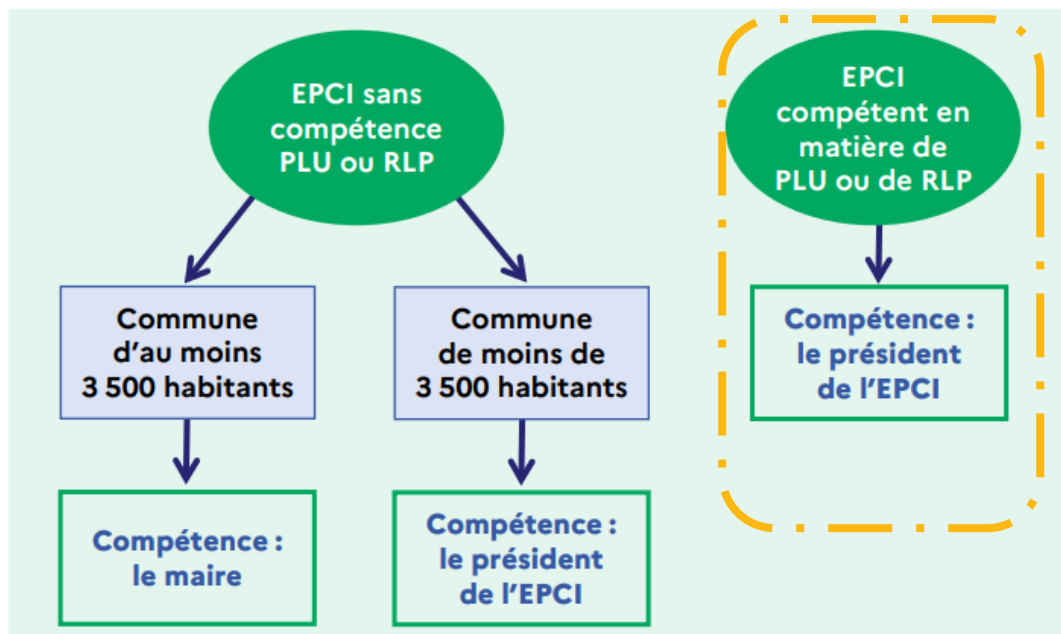 EPCI sans
compétence
PLU ou RLP
EPCI
compétent en
matière de
PLU ou de RLP
Commune
d'au moins
3 500 habitants
Commune
de moins de
3 500 habitants
Compétence :
le président
de l'EPCI
Compétence :
le maire
Compétence :
le président
de l'EPCI